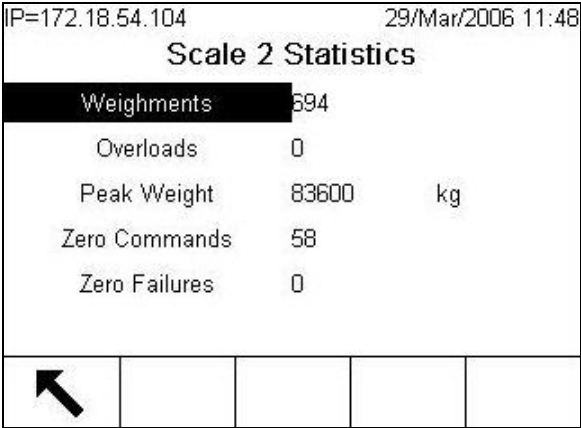 IP=172.18.54.104 29/Mar/2006 11:48
Scale 2 Statistics
Weighments 694
Overloads 0
Peak Weight 83600 kg
Zero Commands 58
Zero Failures 0